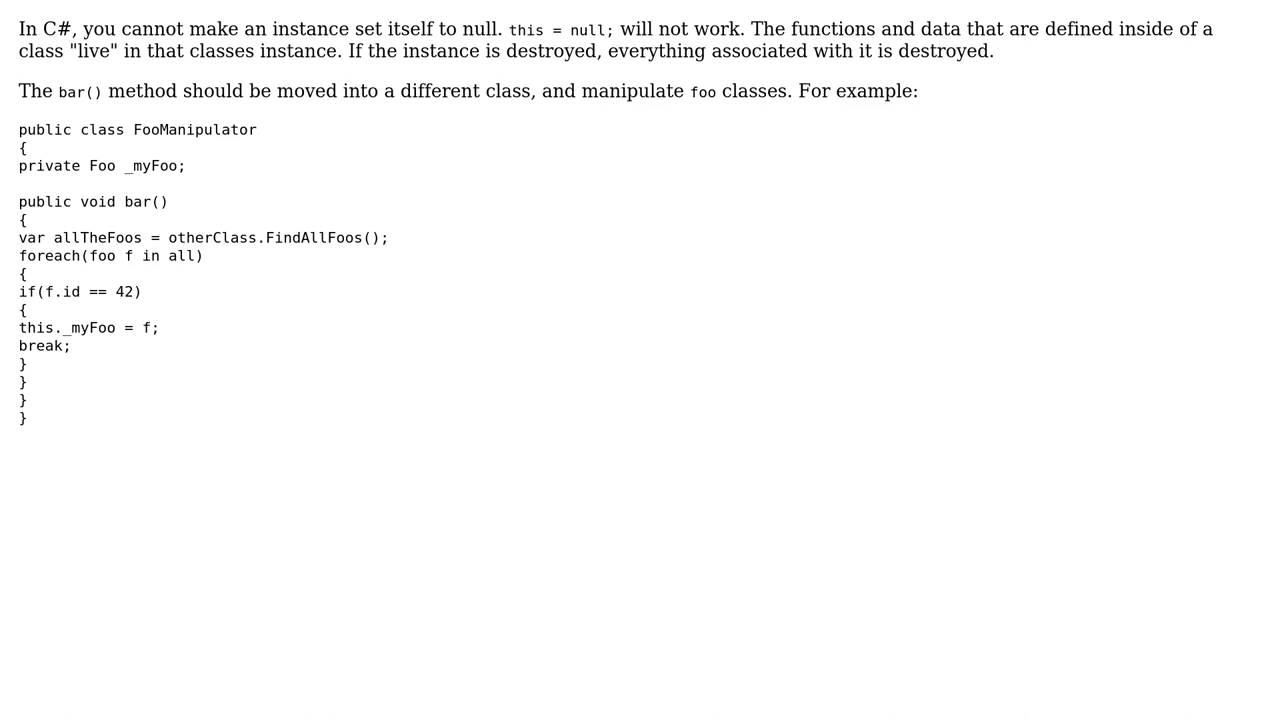 In C#, you cannot make an instance set itself to null. this = null; will not work. The functions and data that are defined inside of a
class "live" in that classes instance. If the instance is destroyed, everything associated with it is destroyed.
The bar() method should be moved into a different class, and manipulate foo classes. For example:
public class FooManipulator
{
private Foo _myFoo;
public void bar()
{
var allTheFoos = otherClass.FindAllFoos();
foreach(foo f in all)
{
if(f.id == 42)
{
this._myFoo = f;
break;
}
}
}
}